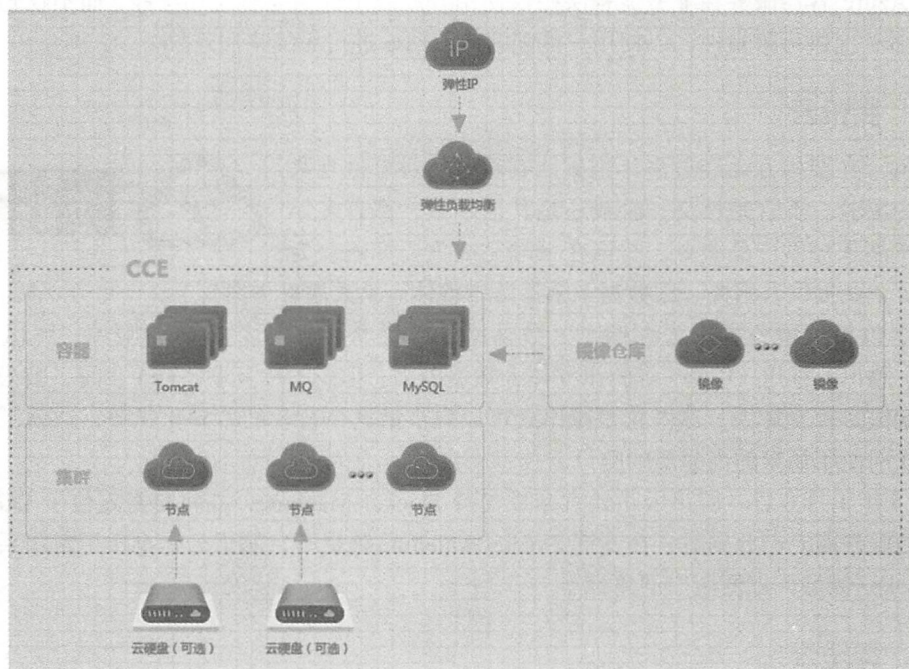 IP
弹性IP
弹性负载均衡
CCE
容器
Tomcat
MQ
MySQL
镜像仓库
镜像
镜像
集群
节点
节点
节点
云硬盘（可选）
云硬盘（可选）